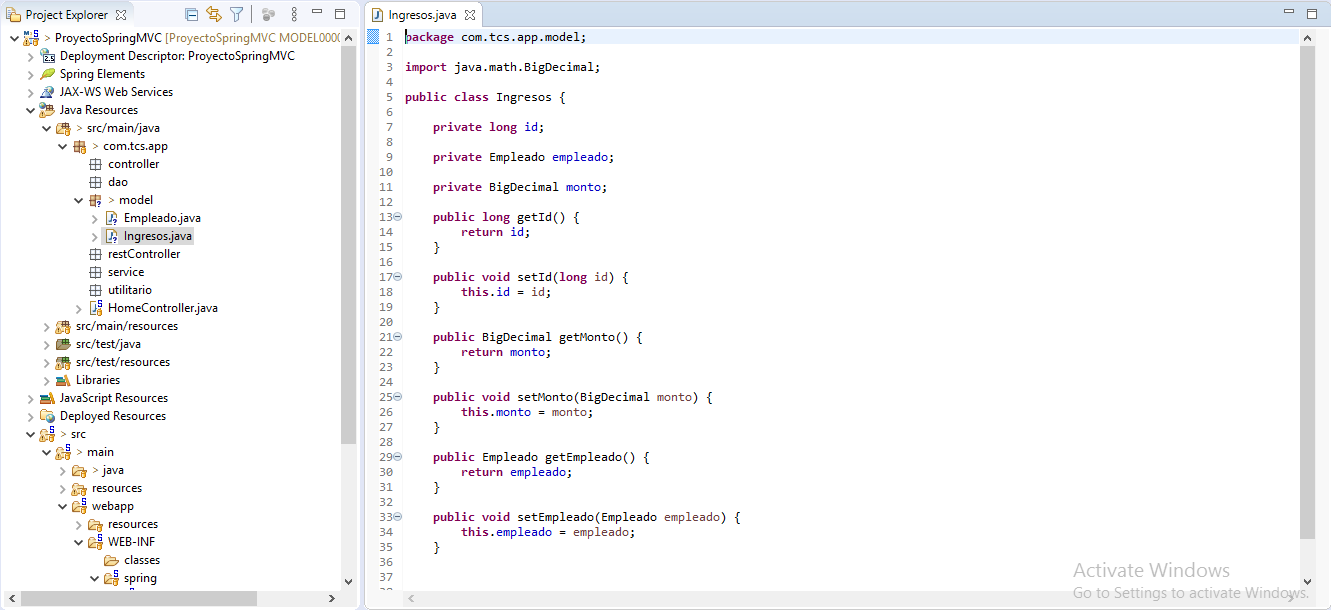 Project Explorer
ProyectoSpringMVC [ProyectoSpringMVC MODEL000
Deployment Descriptor: ProyectoSpringMVC
Spring Elements
JAX-WS Web Services
Java Resources
> src/main/java
> com.tcs.app
controller
dao
> model
Empleado.java
Ingresos.java
restController
service
utilitario
HomeController.java
src/main/resources
src/test/java
src/test/resources
Libraries
JavaScript Resources
Deployed Resources
> src
> main
> java
resources
webapp
resources
WEB-INF
classes
spring
Ingresos.java
1 package com.tcs.app.model;
2
3 import java.math.BigDecimal;
4
5 public class Ingresos {
6
7 private long id;
8
9 private Empleado empleado;
10
11 private BigDecimal monto;
12
13 public long getId() {
14 return id;
15 }
16
17 public void setId(long id) {
18 this.id = id;
19 }
20
21 public BigDecimal getMonto() {
22 return monto;
23 }
24
25 public void setMonto(BigDecimal monto) {
26 this.monto = monto;
27 }
28
29 public Empleado getEmpleado() {
30 return empleado;
31 }
32
33 public void setEmpleado(Empleado empleado) {
34 this.empleado = empleado;
35 }
36
37
Activate Windows
Go to Settings to activate Windows.